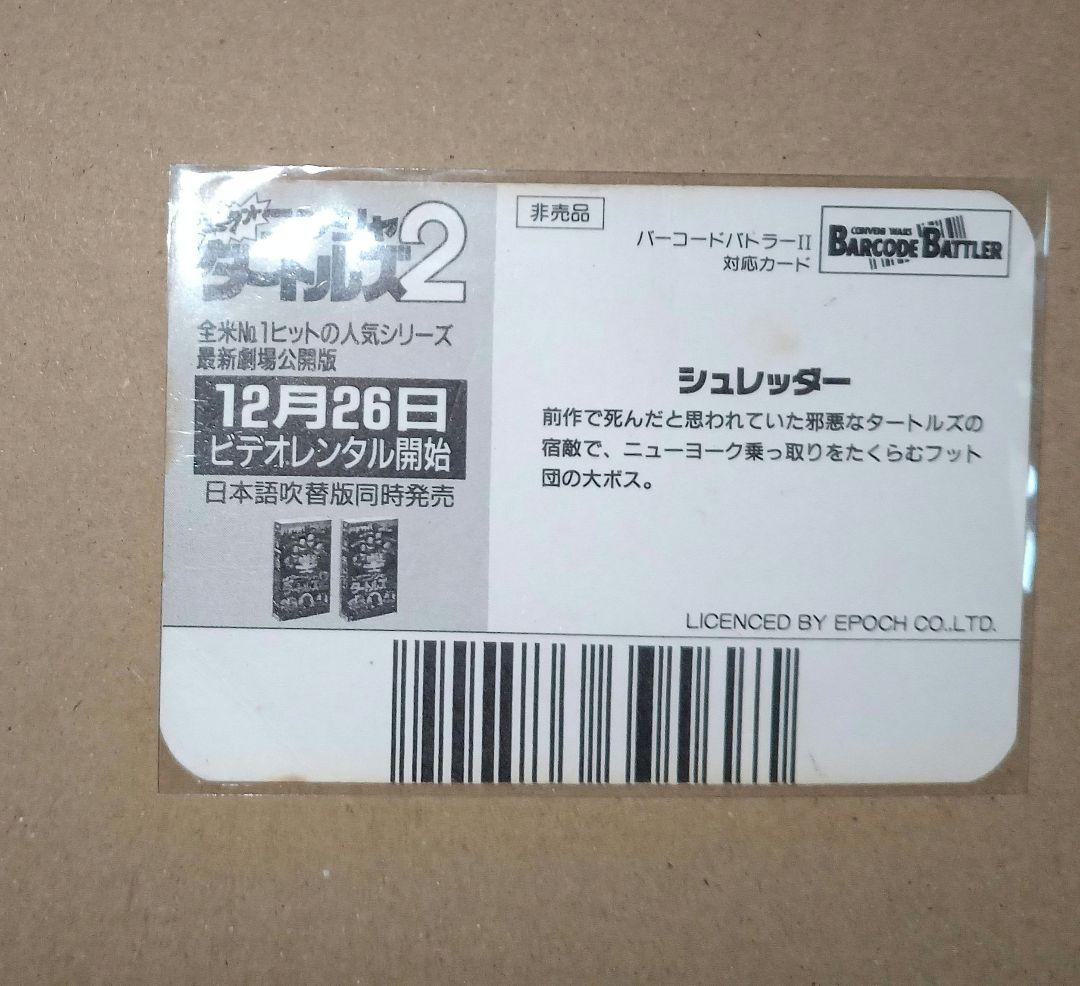 タートルズ2
全米No.1ヒットの人気シリーズ
最新劇場公開版
12月26日
ビデオレンタル開始
日本語吹替版同時発売
非売品
バーコードバトラーII
対応カード
CONVENI WARS
BARCODE BATTLER
シュレッダー
前作で死んだと思われていた邪悪なタートルズの
宿敵で、ニューヨーク乗っ取りをたくらむフット
団の大ボス。
LICENCED BY EPOCH CO.,LTD.